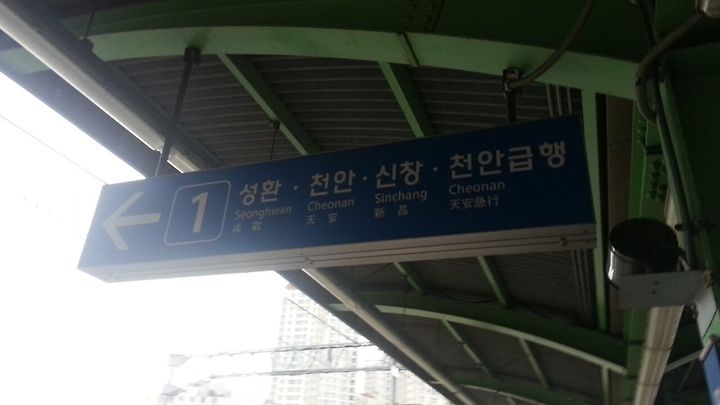 ← 1 성환 · 천안 · 신창 · 천안급행
Seonghwan Cheonan Sinchang Cheonan
成歡 天安 新昌 天安急行